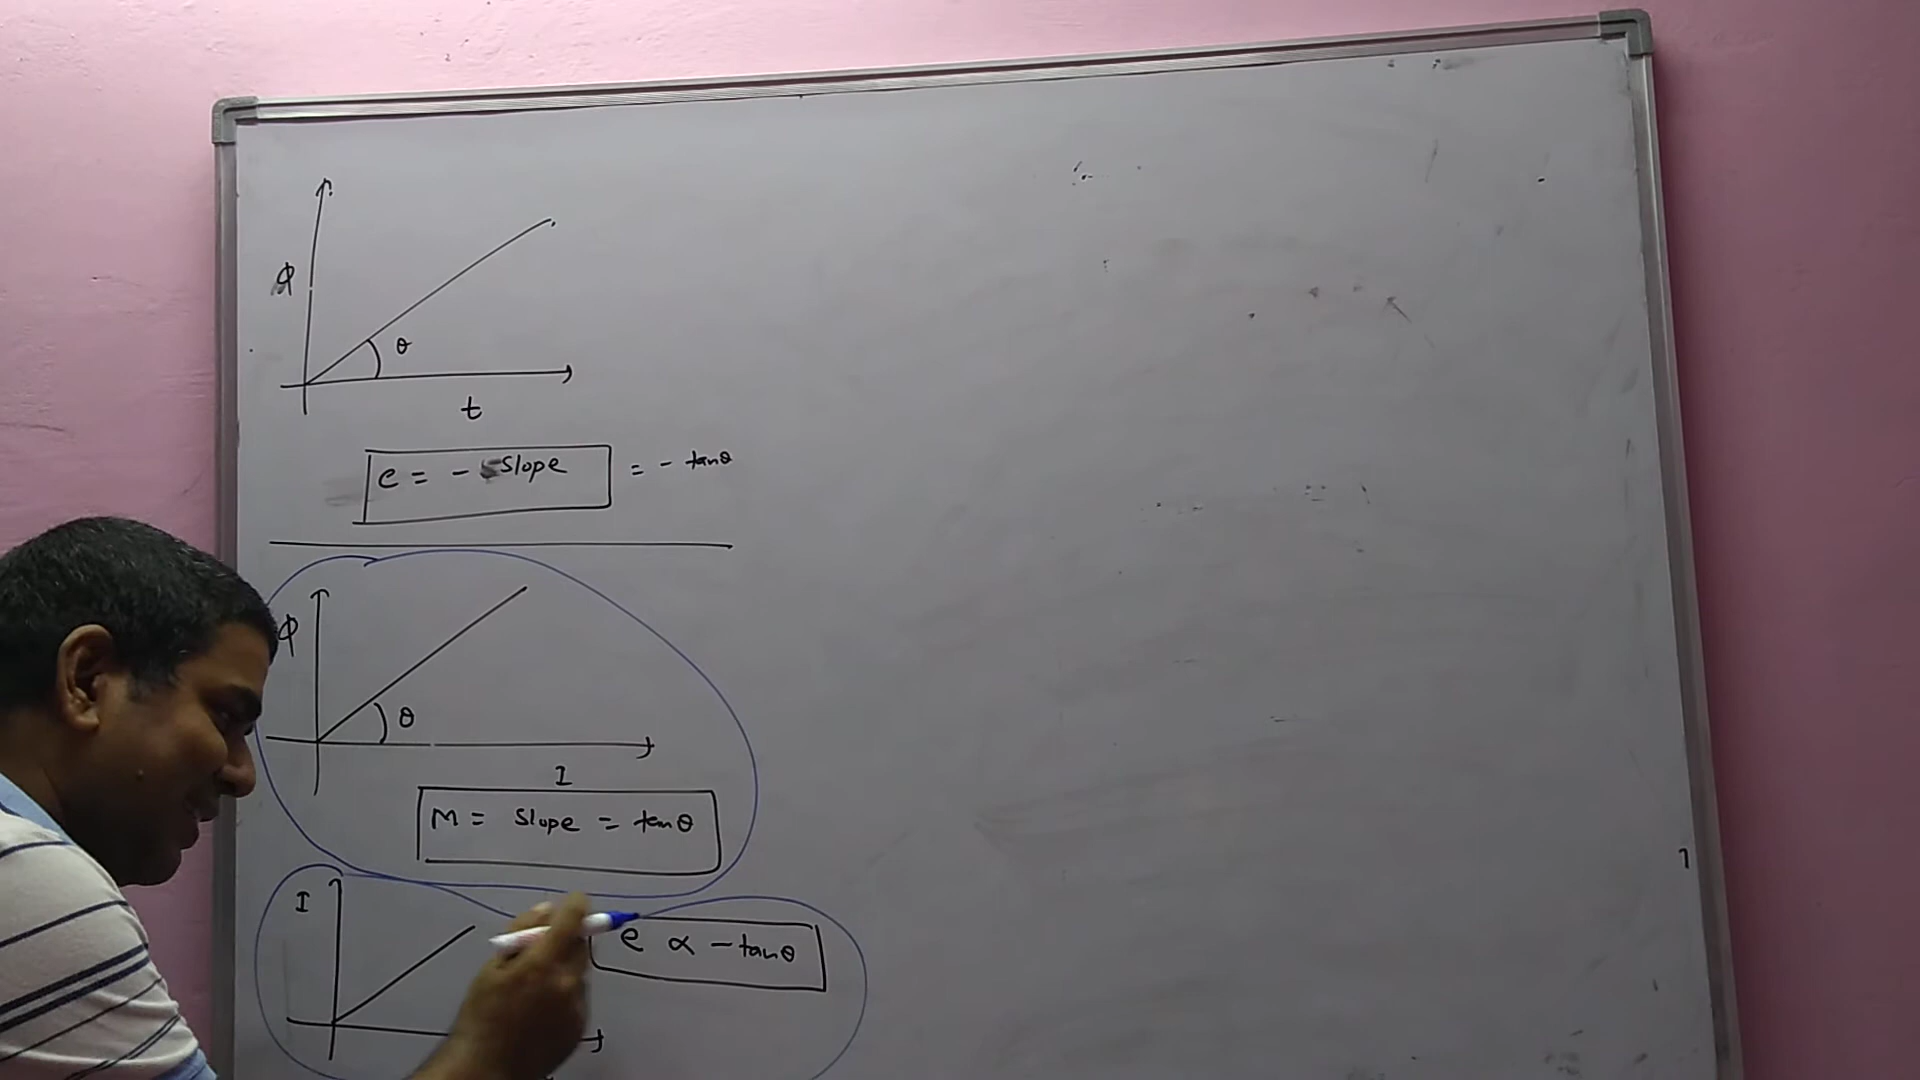 ϕ
θ
t
e = - Slope = - tanθ
ϕ
θ
I
M = Slope = tanθ
I
e ∝ - tanθ